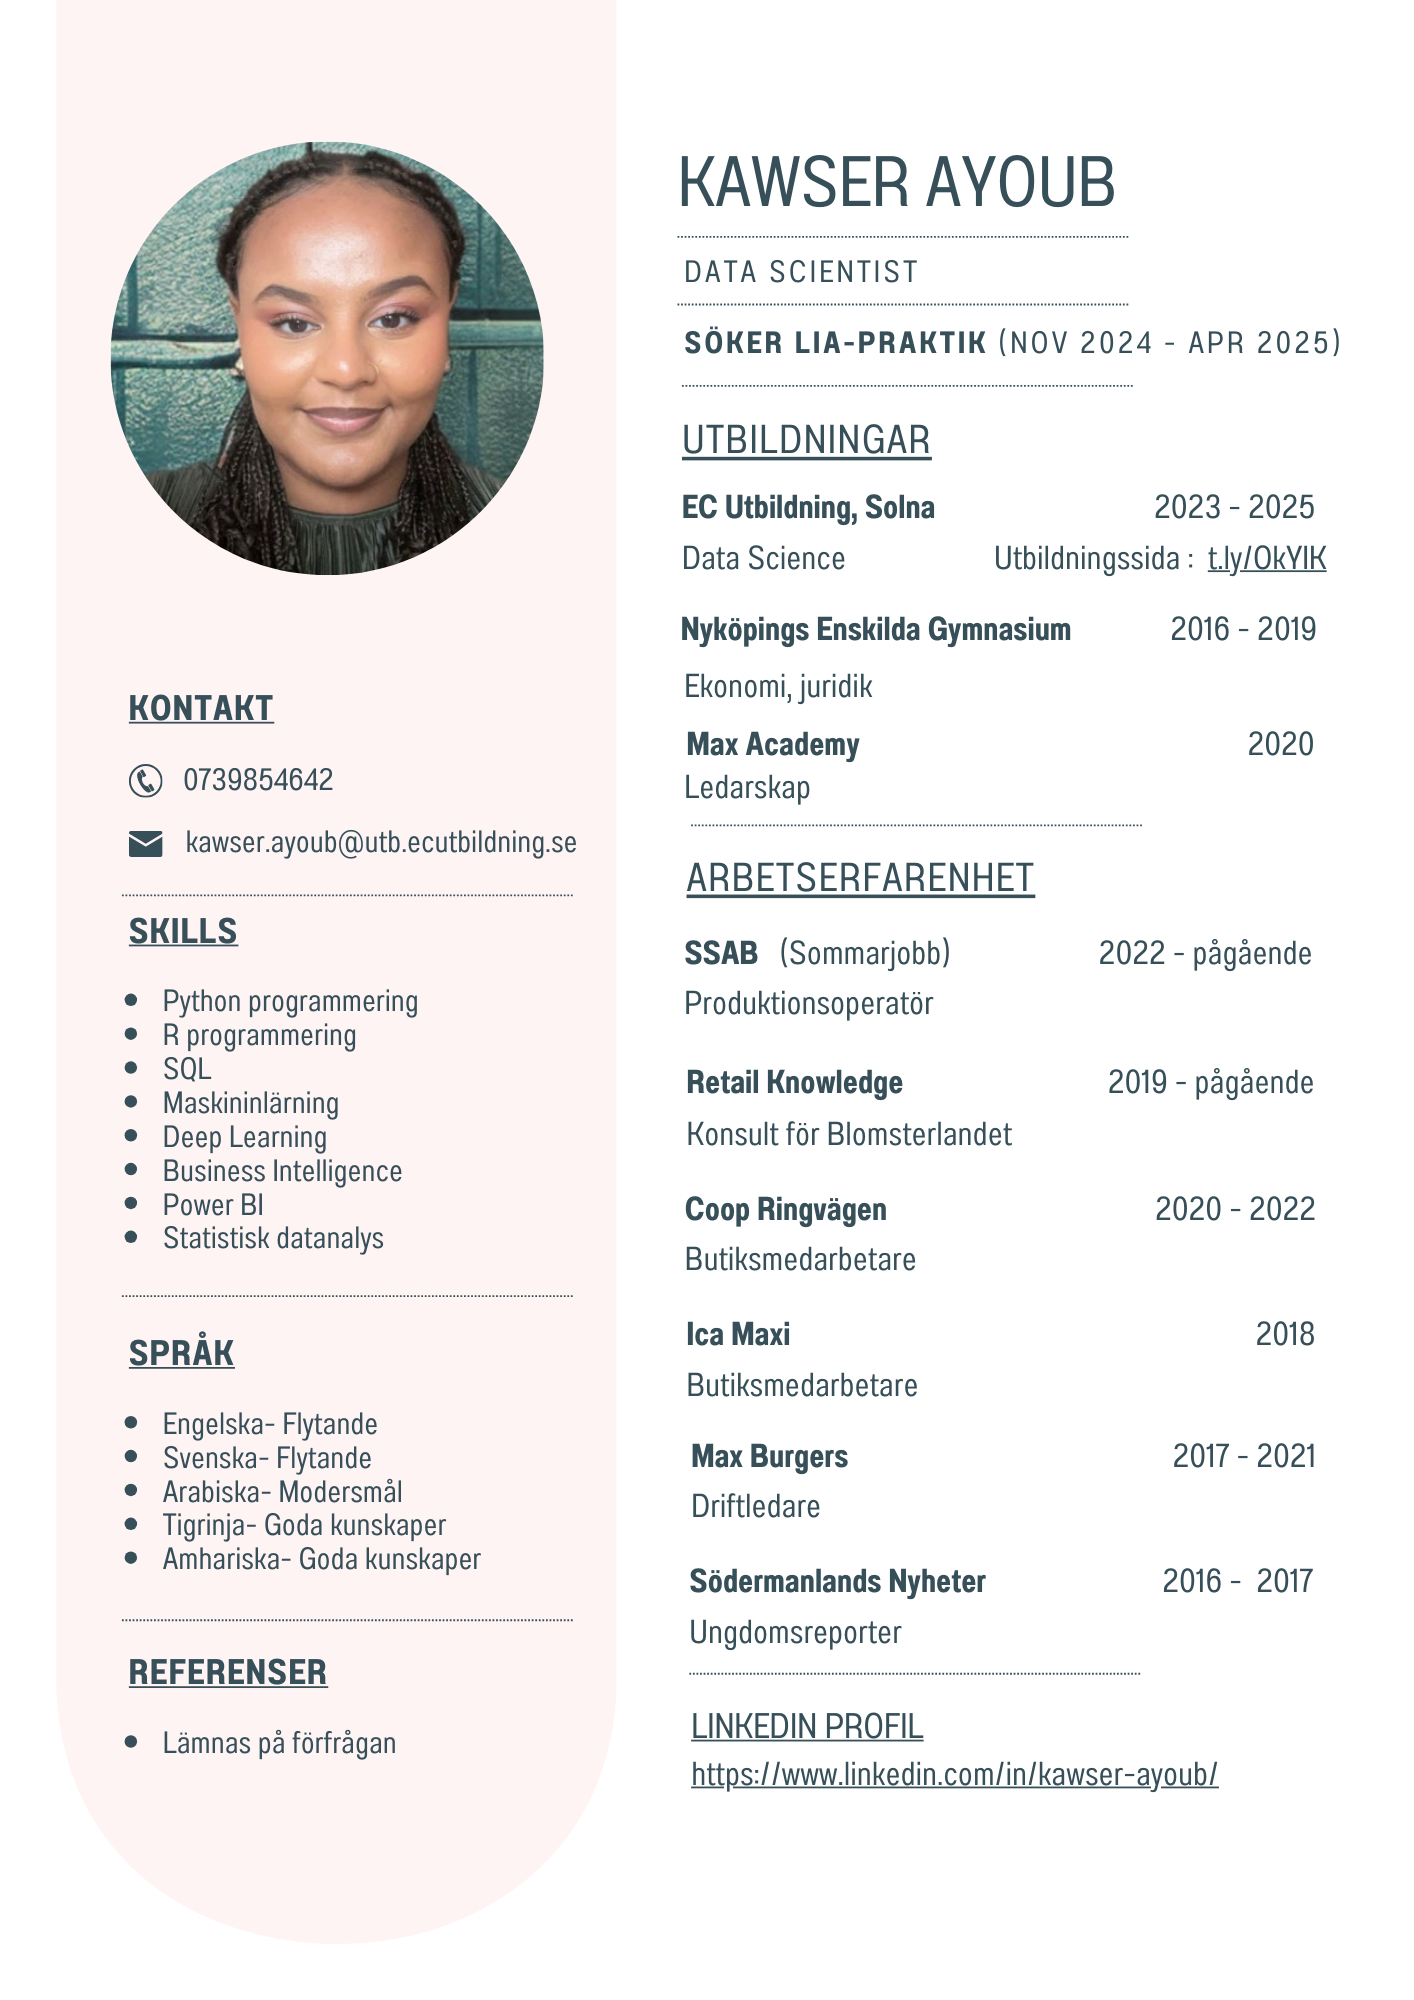 KAWSER AYOUB
DATA SCIENTIST
SÖKER LIA-PRAKTIK (NOV 2024 - APR 2025)
KONTAKT
0739854642
kawser.ayoub@utb.ecutbildning.se
SKILLS
• Python programmering
• R programmering
• SQL
• Maskininlärning
• Deep Learning
• Business Intelligence
• Power BI
• Statistisk datanalys
SPRÅK
• Engelska- Flytande
• Svenska- Flytande
• Arabiska- Modersmål
• Tigrinja- Goda kunskaper
• Amhariska- Goda kunskaper
REFERENSER
• Lämnas på förfrågan
UTBILDNINGAR
EC Utbildning, Solna 2023 - 2025
Data Science Utbildningssida : t.ly/OkYlK
Nyköpings Enskilda Gymnasium 2016 - 2019
Ekonomi, juridik
Max Academy 2020
Ledarskap
ARBETSERFARENHET
SSAB (Sommarjobb) 2022 - pågående
Produktionsoperatör
Retail Knowledge 2019 - pågående
Konsult för Blomsterlandet
Coop Ringvägen 2020 - 2022
Butiksmedarbetare
Ica Maxi 2018
Butiksmedarbetare
Max Burgers 2017 - 2021
Driftledare
Södermanlands Nyheter 2016 - 2017
Ungdomsreporter
LINKEDIN PROFIL
https://www.linkedin.com/in/kawser-ayoub/